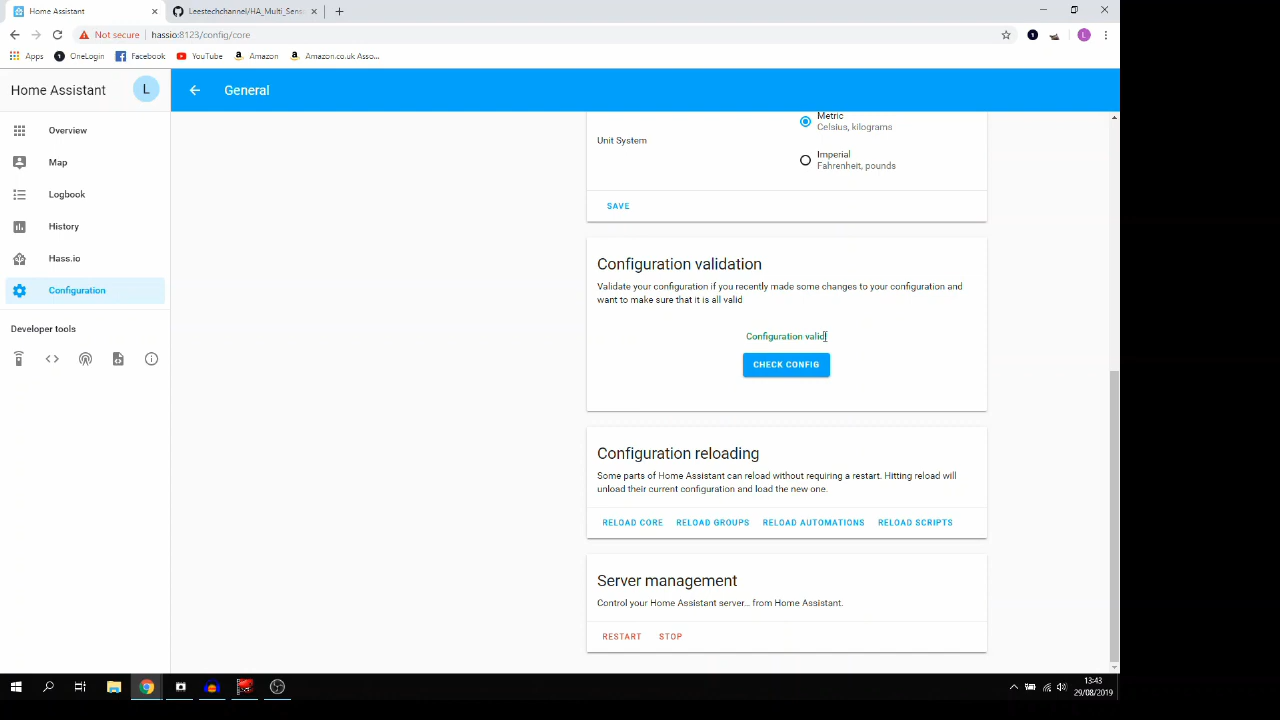 Home Assistant
Leestechchannel/HA_Multi_Sens
Not secure
hassio:8123/config/core
Apps
OneLogin
Facebook
YouTube
Amazon
Amazon.co.uk Asso...
Home Assistant
L
General
Overview
Map
Logbook
History
Hass.io
Configuration
Developer tools
Unit System
Metric
Celsius, kilograms
Imperial
Fahrenheit, pounds
SAVE
Configuration validation
Validate your configuration if you recently made some changes to your configuration and
want to make sure that it is all valid
Configuration valid
CHECK CONFIG
Configuration reloading
Some parts of Home Assistant can reload without requiring a restart. Hitting reload will
unload their current configuration and load the new one.
RELOAD CORE RELOAD GROUPS RELOAD AUTOMATIONS RELOAD SCRIPTS
Server management
Control your Home Assistant server… from Home Assistant.
RESTART STOP
13:43
29/08/2019